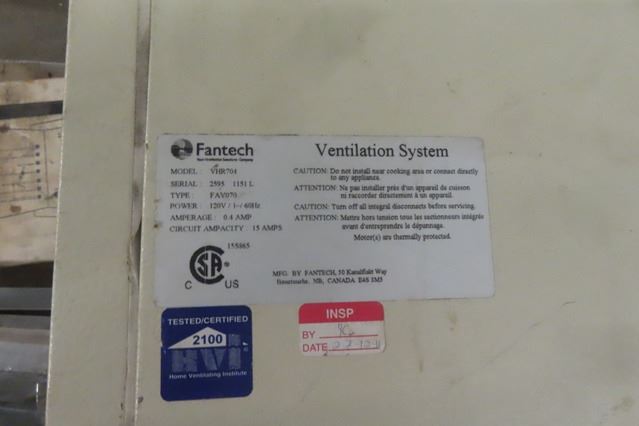 Fantech
Your Ventilation Solutions Company
Ventilation System
MODEL : VHR704
SERIAL : 2595 1151 L
TYPE : FAV070
POWER : 120V / 1~/ 60Hz
AMPERAGE : 0.4 AMP
CIRCUIT AMPACITY : 15 AMPS
CAUTION: Do not install near cooking area or connect directly
to any appliance.
ATTENTION: Ne pas installer près d'un appareil de cuisson
ni raccorder directement à un appareil.
CAUTION: Turn off all integral disconnects before servicing.
ATTENTION: Mettre hors tension tous les sectionneurs intégrés
avant d'entreprendre le dépannage.
Motor(s) are thermally protected.
155865
C US
MFG. BY FANTECH, 50 Kanalflakt Way
Bouctouche, NB, CANADA E4S 3M5
TESTED/CERTIFIED
2100
HVI
Home Ventilating Institute
INSP
BY
DATE